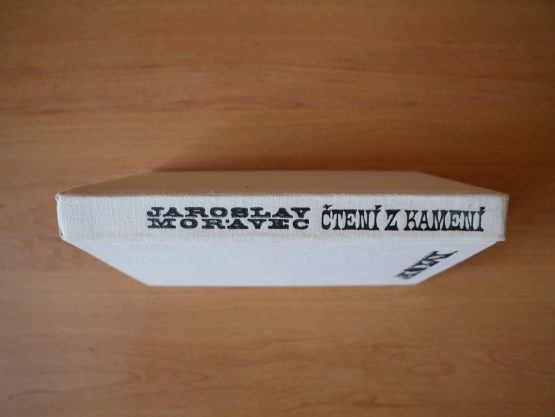 JAROSLAV
MORAVEC
ČTENÍ Z KAMENÍ